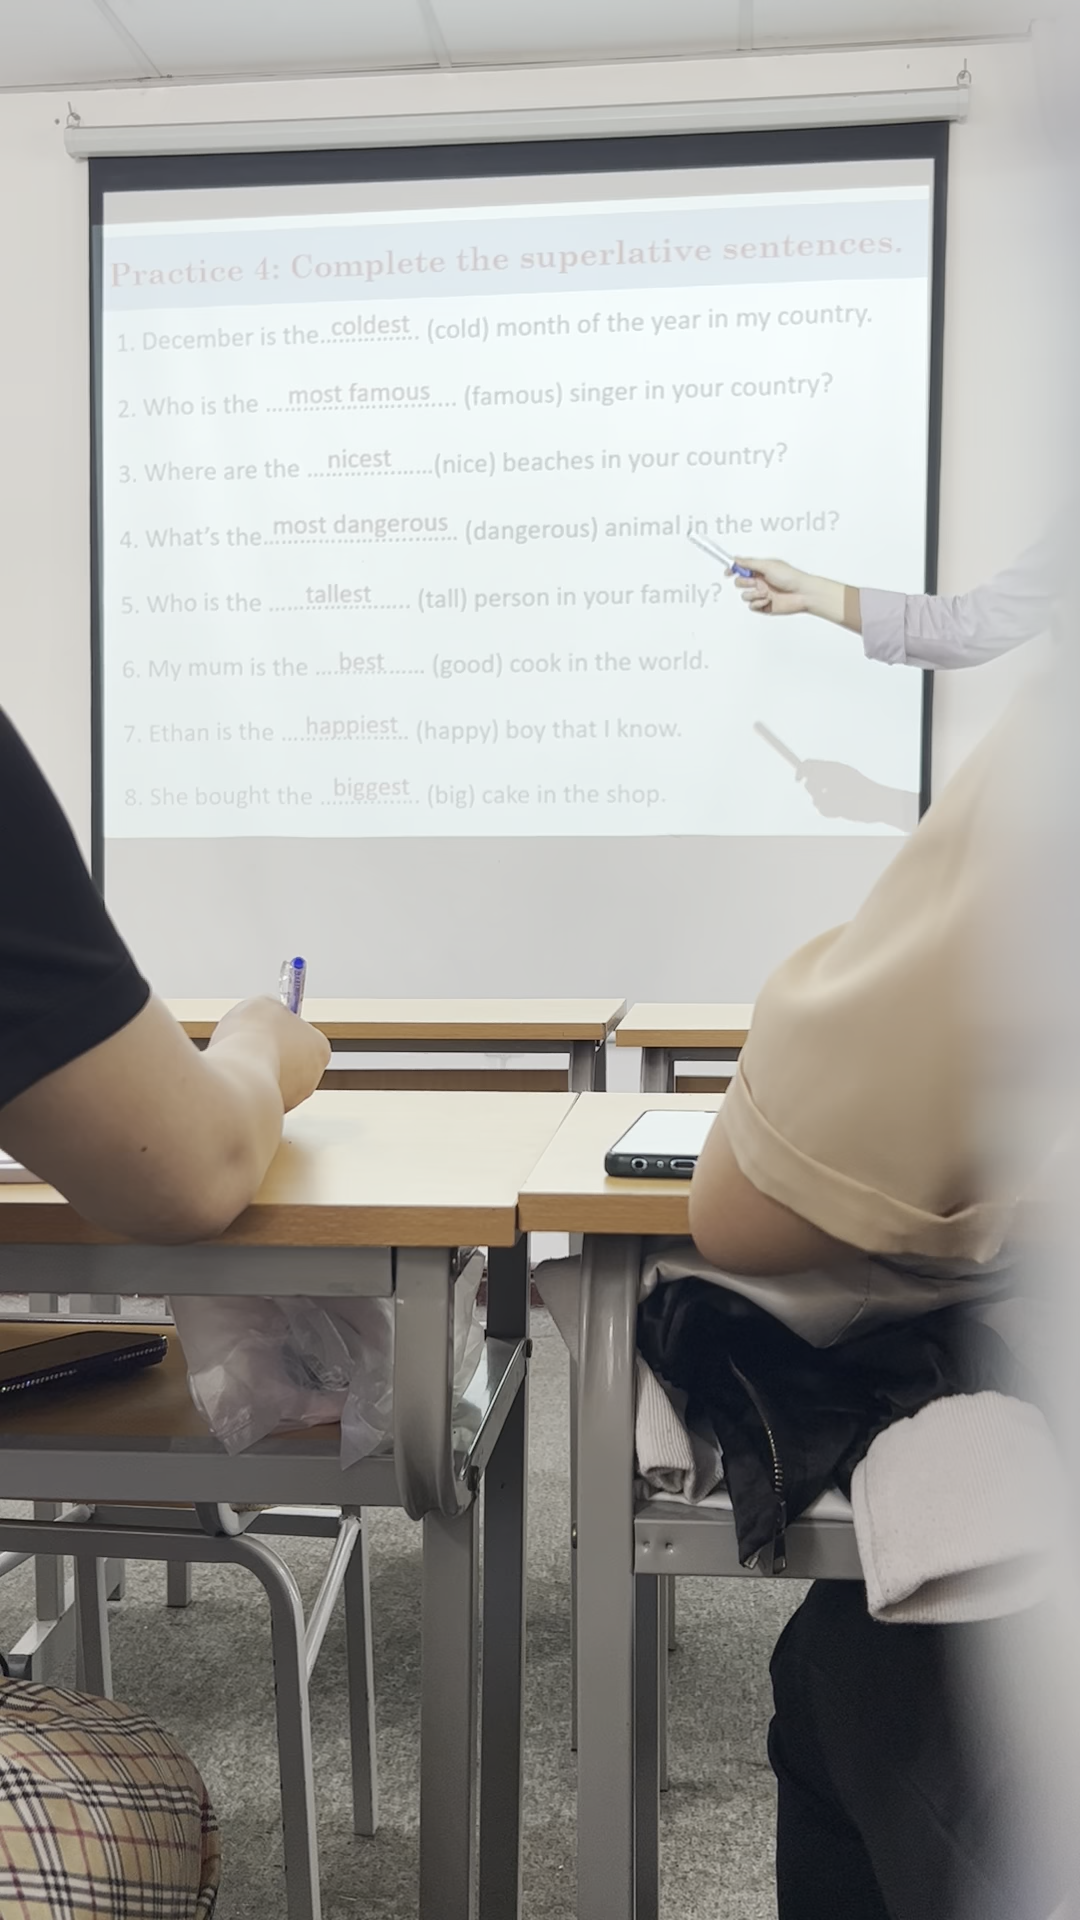 Practice 4: Complete the superlative sentences.
1. December is the...coldest... (cold) month of the year in my country.
2. Who is the ...most famous... (famous) singer in your country?
3. Where are the ...nicest...(nice) beaches in your country?
4. What's the...most dangerous... (dangerous) animal in the world?
5. Who is the ...tallest... (tall) person in your family?
6. My mum is the ...best... (good) cook in the world.
7. Ethan is the ...happiest... (happy) boy that I know.
8. She bought the ...biggest... (big) cake in the shop.